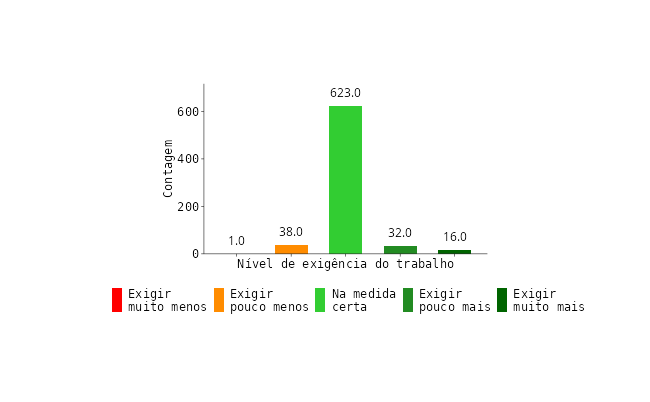 623.0
600
Contagem
400
200
38.0
32.0
16.0
1.0
0
Nível de exigência do trabalho
Exigir
muito menos
Exigir
pouco menos
Na medida
certa
Exigir
pouco mais
Exigir
muito mais